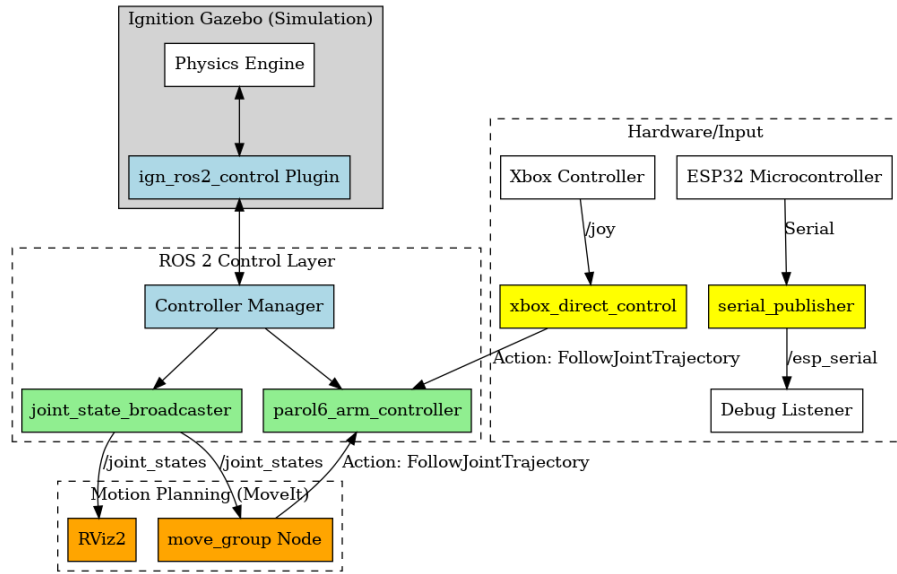 Ignition Gazebo (Simulation)
Physics Engine
ign_ros2_control Plugin
Hardware/Input
Xbox Controller
ESP32 Microcontroller
/joy
Serial
ROS 2 Control Layer
Controller Manager
xbox_direct_control
serial_publisher
Action: FollowJointTrajectory
/esp_serial
joint_state_broadcaster
parol6_arm_controller
Debug Listener
/joint_states
/joint_states
Action: FollowJointTrajectory
Motion Planning (MoveIt)
RViz2
move_group Node